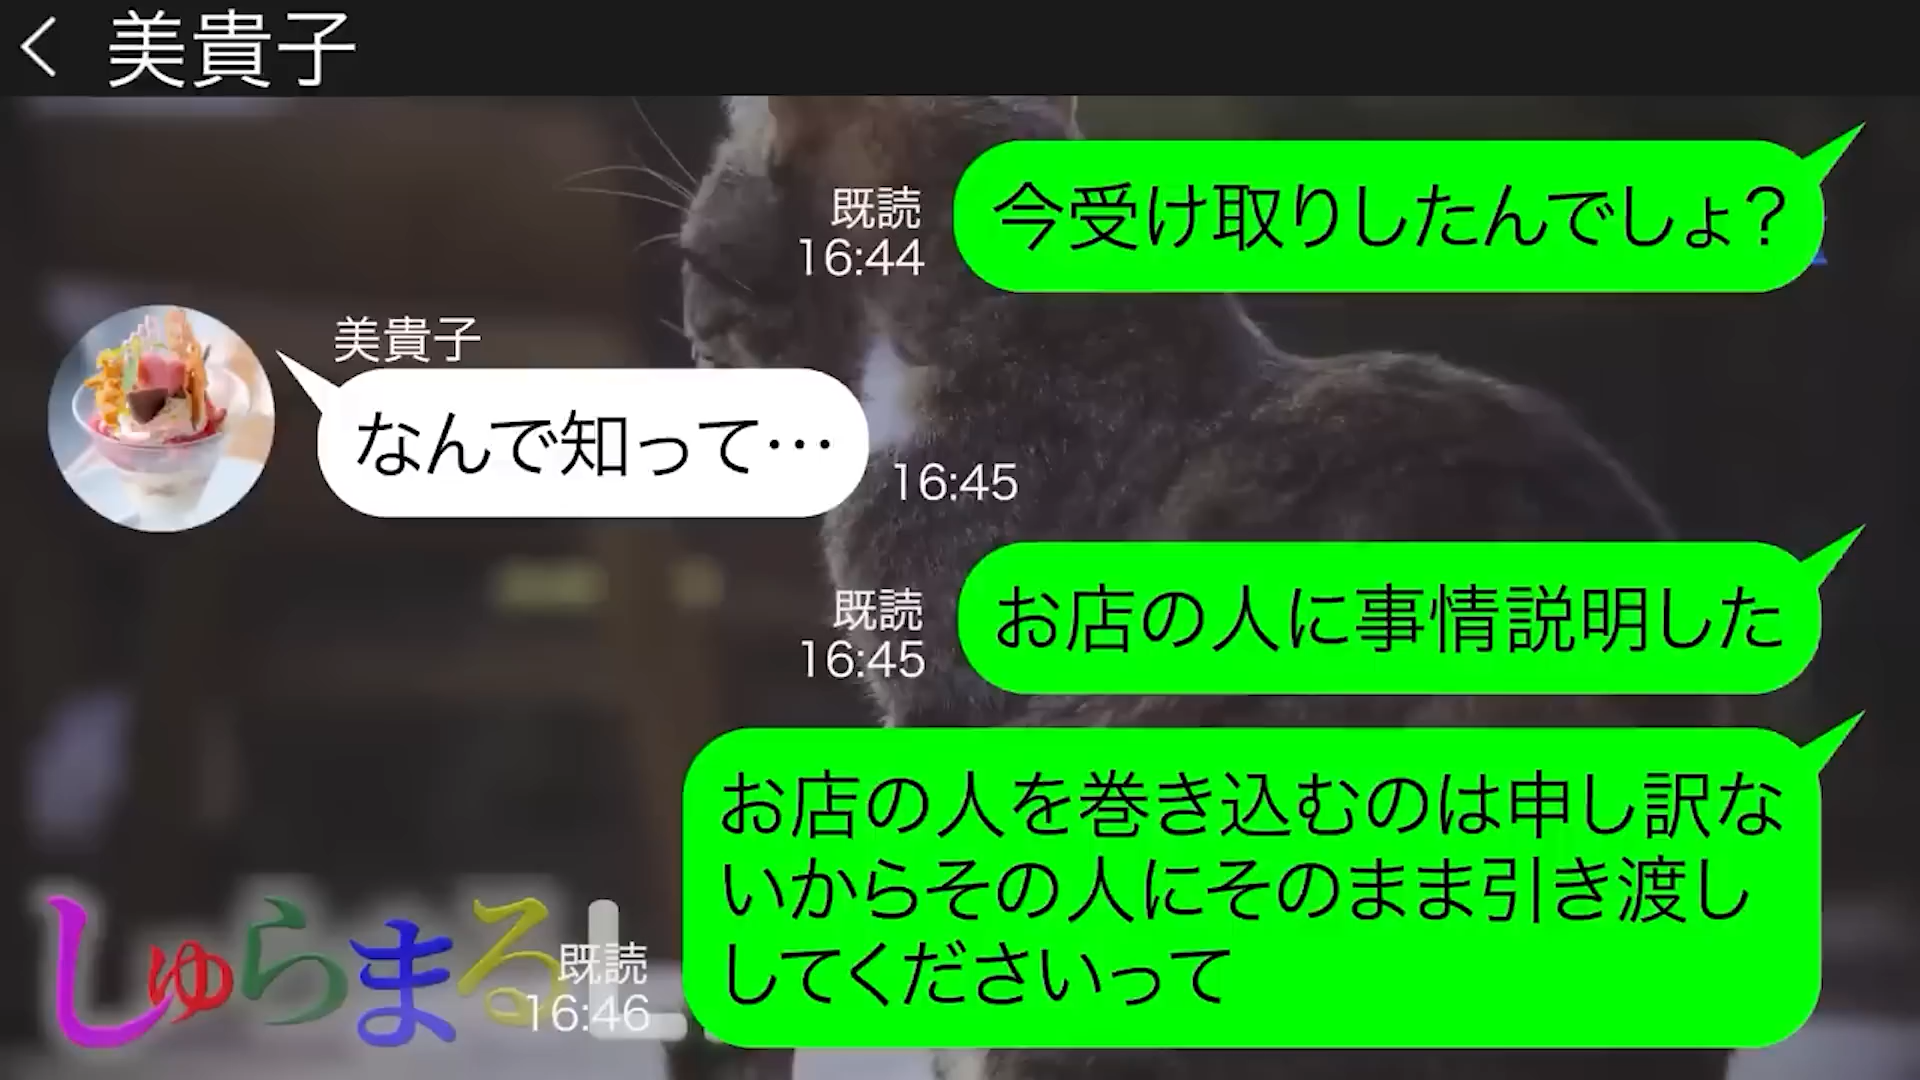 美貴子
今受け取りしたんでしょ?
既読
16:44
美貴子
なんで知って…
16:45
お店の人に事情説明した
既読
16:45
お店の人を巻き込むのは申し訳な
いからその人にそのまま引き渡し
してくださいって
既読
16:46
しゅらまるL